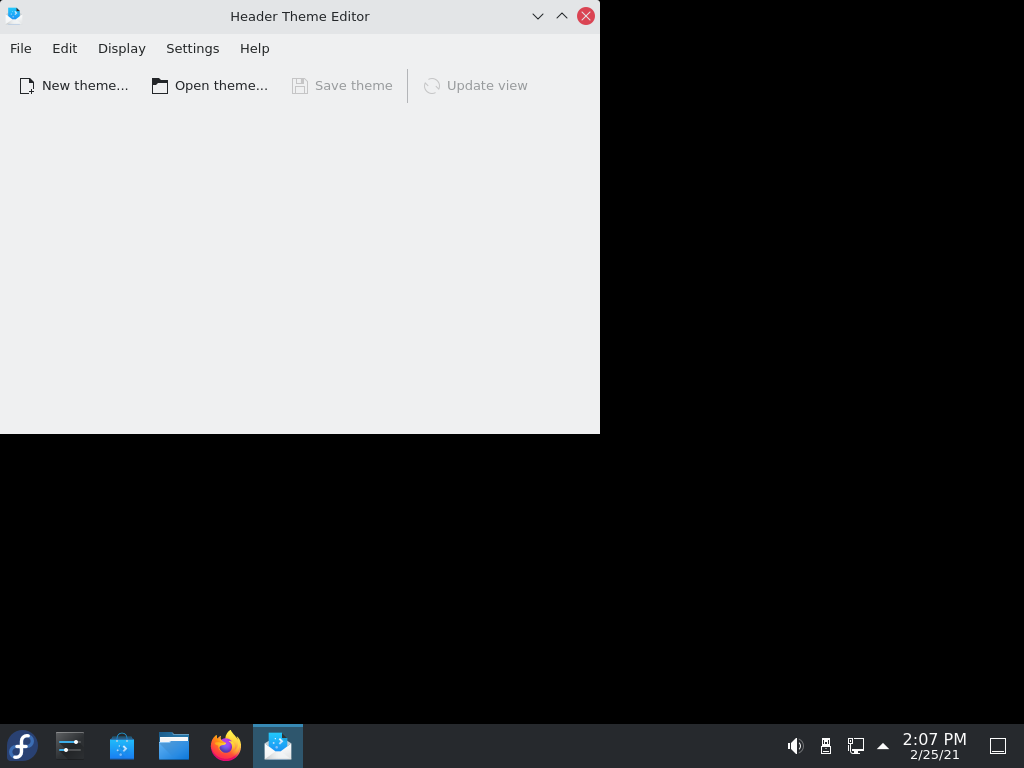 Header Theme Editor
File Edit Display Settings Help
New theme... Open theme... Save theme Update view
2:07 PM
2/25/21